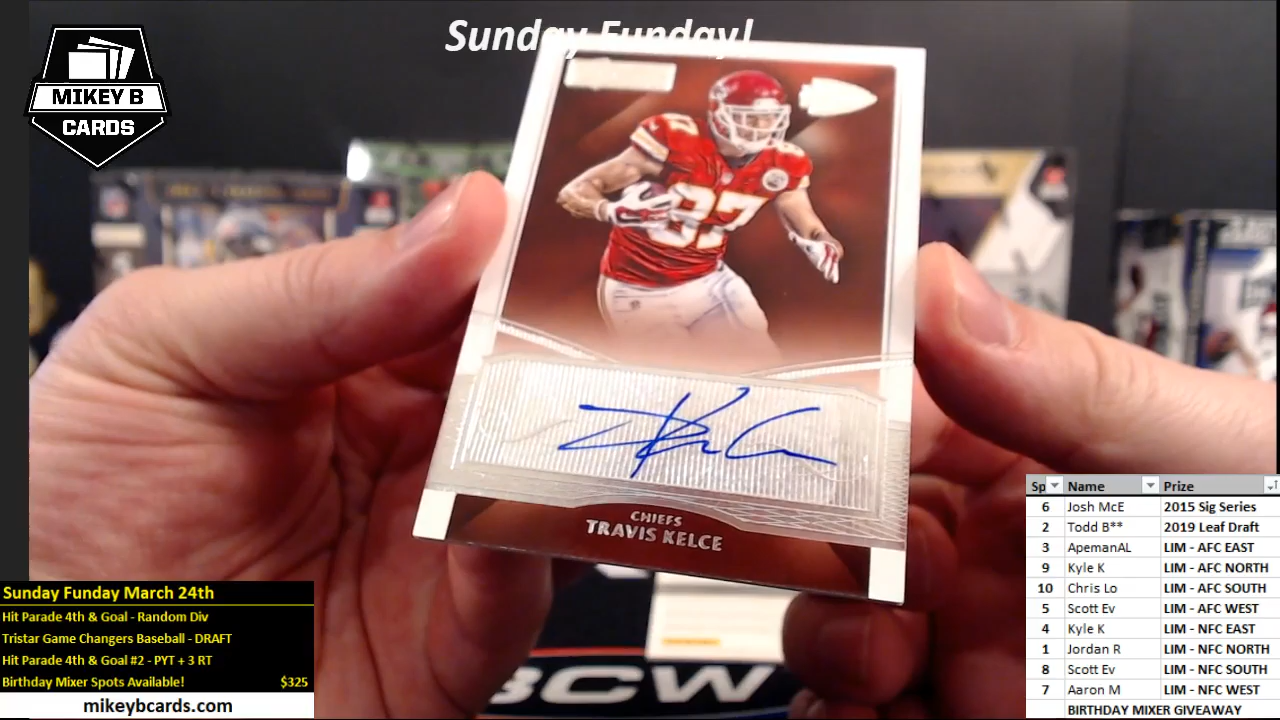 Sunday Funday!
MIKEY B
CARDS
87
87
CHIEFS
TRAVIS KELCE
BCW
Sunday Funday March 24th
Hit Parade 4th & Goal - Random Div
Tristar Game Changers Baseball - DRAFT
Hit Parade 4th & Goal #2 - PYT + 3 RT
Birthday Mixer Spots Available! $325
mikeybcards.com
Sp Name Prize
6 Josh McE 2015 Sig Series
2 Todd B** 2019 Leaf Draft
3 ApemanAL LIM - AFC EAST
9 Kyle K LIM - AFC NORTH
10 Chris Lo LIM - AFC SOUTH
5 Scott Ev LIM - AFC WEST
4 Kyle K LIM - NFC EAST
1 Jordan R LIM - NFC NORTH
8 Scott Ev LIM - NFC SOUTH
7 Aaron M LIM - NFC WEST
BIRTHDAY MIXER GIVEAWAY